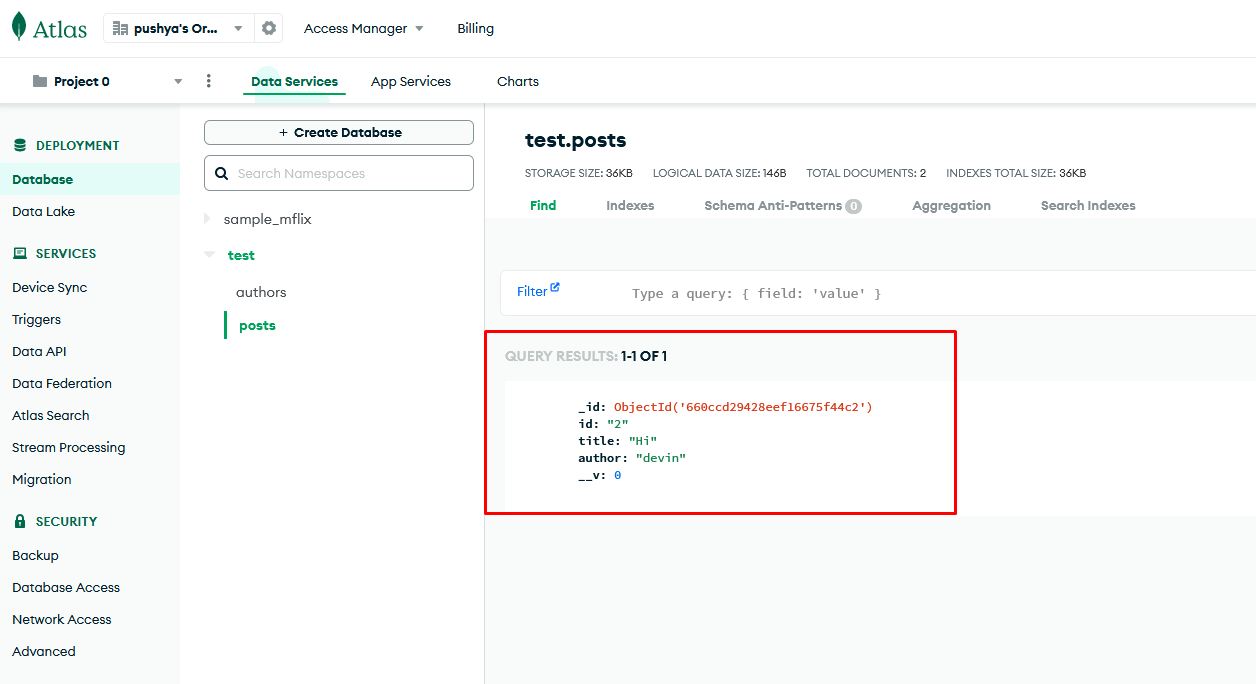 Atlas pushya's Or... Access Manager Billing
Project 0 Data Services App Services Charts
DEPLOYMENT
Database
Data Lake
SERVICES
Device Sync
Triggers
Data API
Data Federation
Atlas Search
Stream Processing
Migration
SECURITY
Backup
Database Access
Network Access
Advanced
+ Create Database
Search Namespaces
sample_mflix
test
authors
posts
test.posts
STORAGE SIZE: 36KB LOGICAL DATA SIZE: 146B TOTAL DOCUMENTS: 2 INDEXES TOTAL SIZE: 36KB
Find Indexes Schema Anti-Patterns 0 Aggregation Search Indexes
Filter Type a query: { field: 'value' }
QUERY RESULTS: 1-1 OF 1
_id: ObjectId('660ccd29428eef16675f44c2')
id: "2"
title: "Hi"
author: "devin"
__v: 0